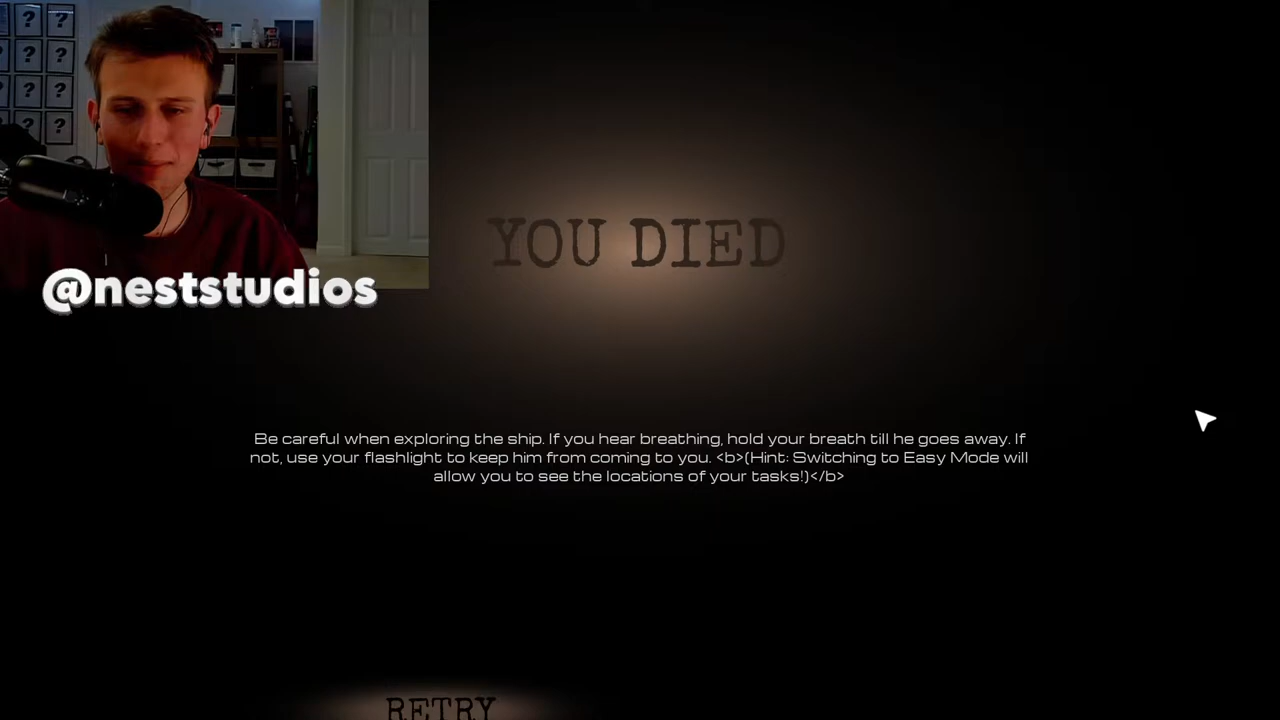 YOU DIED
@neststudios
Be careful when exploring the ship. If you hear breathing, hold your breath till he goes away. If
not, use your flashlight to keep him from coming to you. <b>(Hint: Switching to Easy Mode will
allow you to see the locations of your tasks!)</b>
RETRY